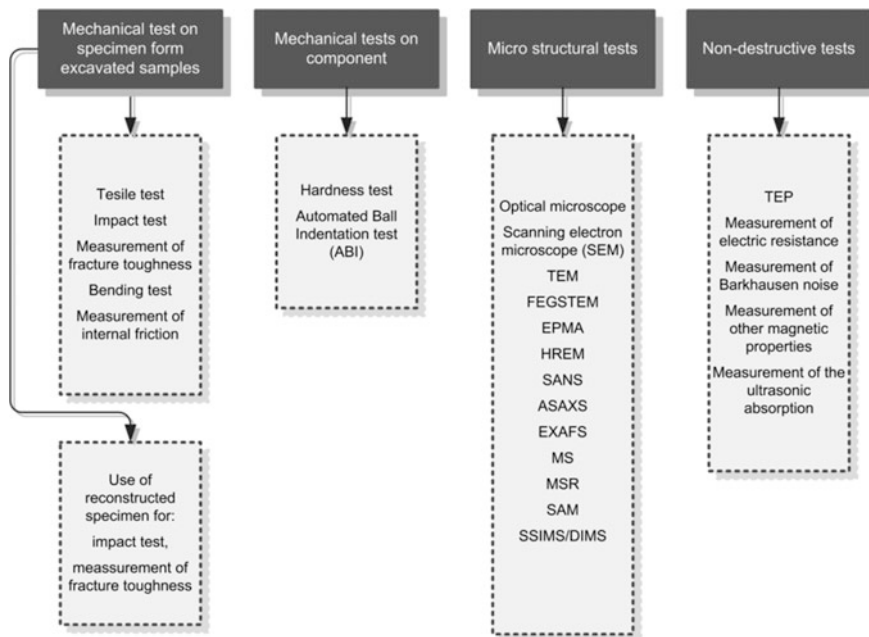 Mechanical test on
specimen form
excavated samples
Mechanical tests on
component
Micro structural tests
Non-destructive tests
Tesile test
Impact test
Measurement of
fracture toughness
Bending test
Measurement of
internal friction
Use of
reconstructed
specimen for:
impact test,
meassurement of
fracture toughness
Hardness test
Automated Ball
Indentation test
(ABI)
Optical microscope
Scanning electron
microscope (SEM)
TEM
FEGSTEM
EPMA
HREM
SANS
ASAXS
EXAFS
MS
MSR
SAM
SSIMS/DIMS
TEP
Measurement of
electric resistance
Measurement of
Barkhausen noise
Measurement of
other magnetic
properties
Measurement of the
ultrasonic
absorption